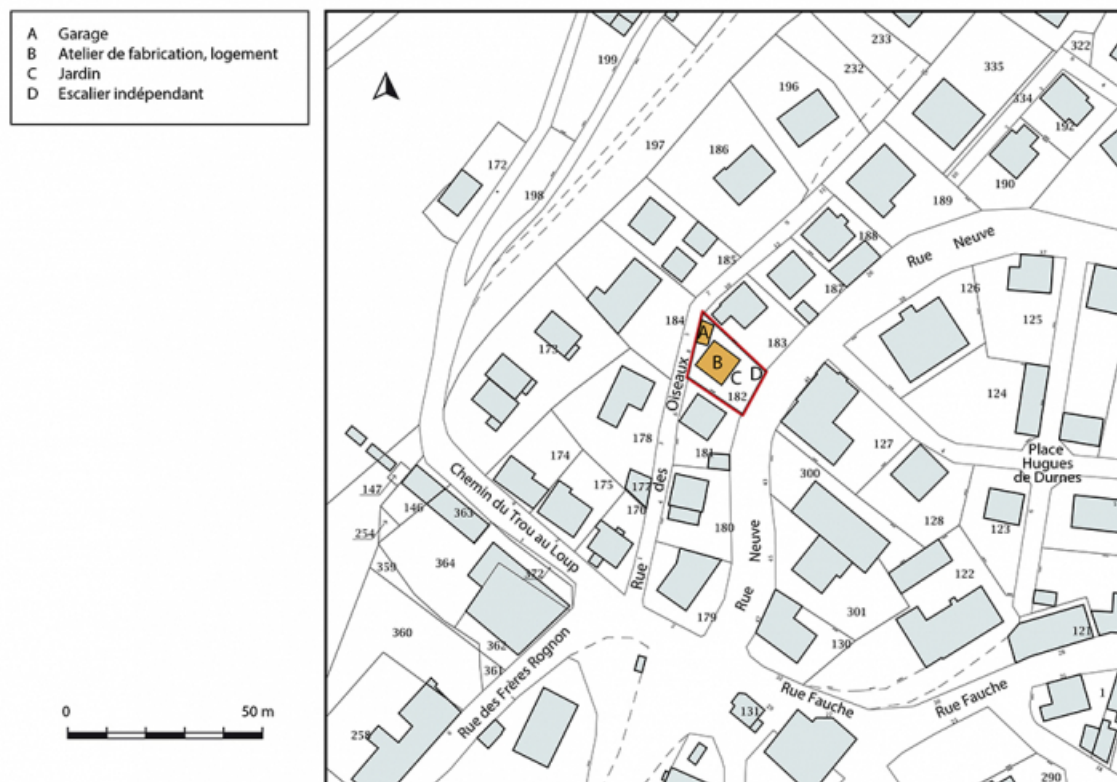 A Garage
B Atelier de fabrication, logement
C Jardin
D Escalier indépendant
0 50 m
199
233
232
335
322
334
192
190
196
197
186
172
198
189
188
185
187
Rue Neuve
126
125
184
183
173
A
B
C
D
182
Rue des Oiseaux
124
178
181
127
Place
Hugues
de Durnes
174
175
177
170
300
128
123
147
146
363
Chemin du Trou au Loup
180
254
364
372
359
Rue Neuve
122
179
301
130
121
360
362
361
Rue des Frères Rognon
Rue Fauche
Rue Fauche
131
258
1
290